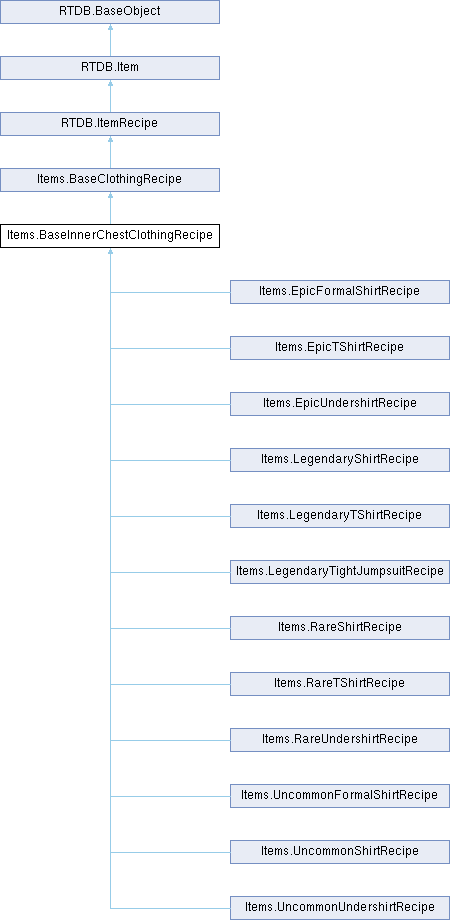 RTDB.BaseObject
RTDB.Item
RTDB.ItemRecipe
Items.BaseClothingRecipe
Items.BaseInnerChestClothingRecipe
Items.EpicFormalShirtRecipe
Items.EpicTShirtRecipe
Items.EpicUndershirtRecipe
Items.LegendaryShirtRecipe
Items.LegendaryTShirtRecipe
Items.LegendaryTightJumpsuitRecipe
Items.RareShirtRecipe
Items.RareTShirtRecipe
Items.RareUndershirtRecipe
Items.UncommonFormalShirtRecipe
Items.UncommonShirtRecipe
Items.UncommonUndershirtRecipe